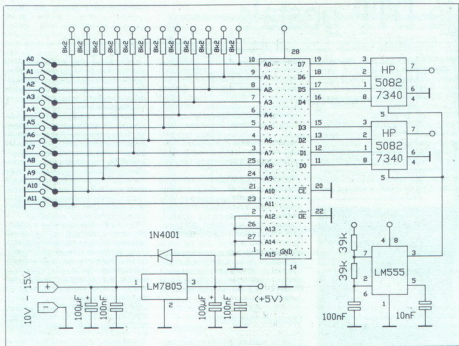 8k2 8k2 8k2 8k2 8k2 8k2 8k2 8k2 8k2 8k2 8k2 8k2
28
A0 10 A0 D7 19 3 HP 7
A1 9 A1 D6 18 2 5082
A2 8 A2 D5 17 1 7340 6
A3 7 A3 D4 16 8 4
5
A4 6 A4
A5 5 A5 D3 15 3 HP 7
A6 4 A6 D2 13 2 5082
A7 3 A7 D1 12 1 7340 6
A8 25 A8 D0 11 8 4
5
A9 24 A9
A10 21 A10 CE 20
A11 23 A11
2 A12 OE 22
26 A13
27 A14
1 A15 GND
14
1N4001
10V - 15V
+
-
1 LM7805 3
2
100µF +
100nF
100µF +
100nF
(+5V)
39k
39k
4 8
7 3
LM555
2
6 5
1
100nF
10nF